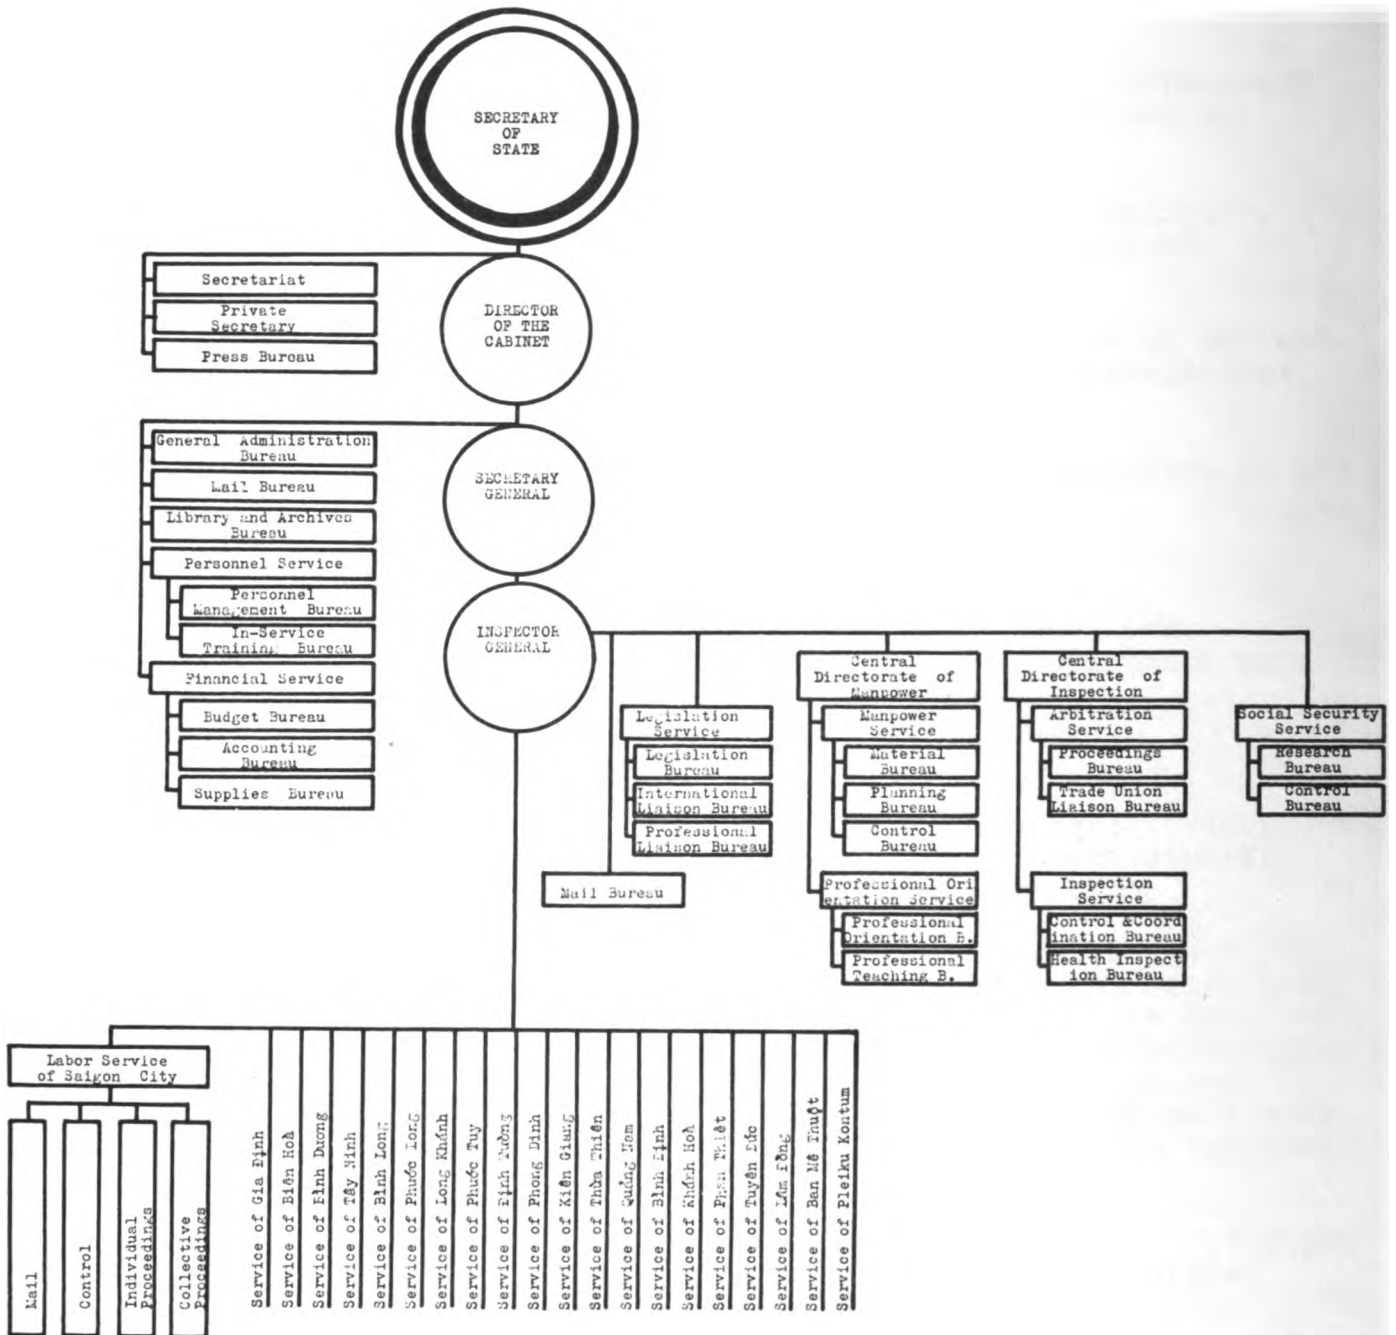 SECRETARY
OF
STATE
Secretariat
Private
Secretary
Press Bureau
DIRECTOR
OF THE
CABINET
General Administration
Bureau
Mail Bureau
Library and Archives
Bureau
Personnel Service
Personnel
Management Bureau
In-Service
Training Bureau
Financial Service
Budget Bureau
Accounting
Bureau
Supplies Bureau
SECRETARY
GENERAL
INSPECTOR
GENERAL
Mail Bureau
Legislation
Service
Legislation
Bureau
International
Liaison Bureau
Professional
Liaison Bureau
Central
Directorate of
Manpower
Manpower
Service
Material
Bureau
Planning
Bureau
Control
Bureau
Professional Ori
entation Service
Professional
Orientation B.
Professional
Teaching B.
Central
Directorate of
Inspection
Arbitration
Service
Proceedings
Bureau
Trade Union
Liaison Bureau
Inspection
Service
Control &Coord
ination Bureau
Health Inspect
ion Bureau
Social Security
Service
Research
Bureau
Control
Bureau
Labor Service
of Saigon City
Mail
Control
Individual
Proceedings
Collective
Proceedings
Service of Gia Định
Service of Biên Hoà
Service of Bình Dương
Service of Tây Ninh
Service of Bình Long
Service of Phước Long
Service of Long Khánh
Service of Phước Tuy
Service of Định Tường
Service of Phong Dinh
Service of Kiên Giang
Service of Thừa Thiên
Service of Quảng Nam
Service of Bình Định
Service of Khánh Hoà
Service of Phan Thiết
Service of Tuyên Đức
Service of Lâm Đồng
Service of Ban Mê Thuột
Service of Pleiku Kontum